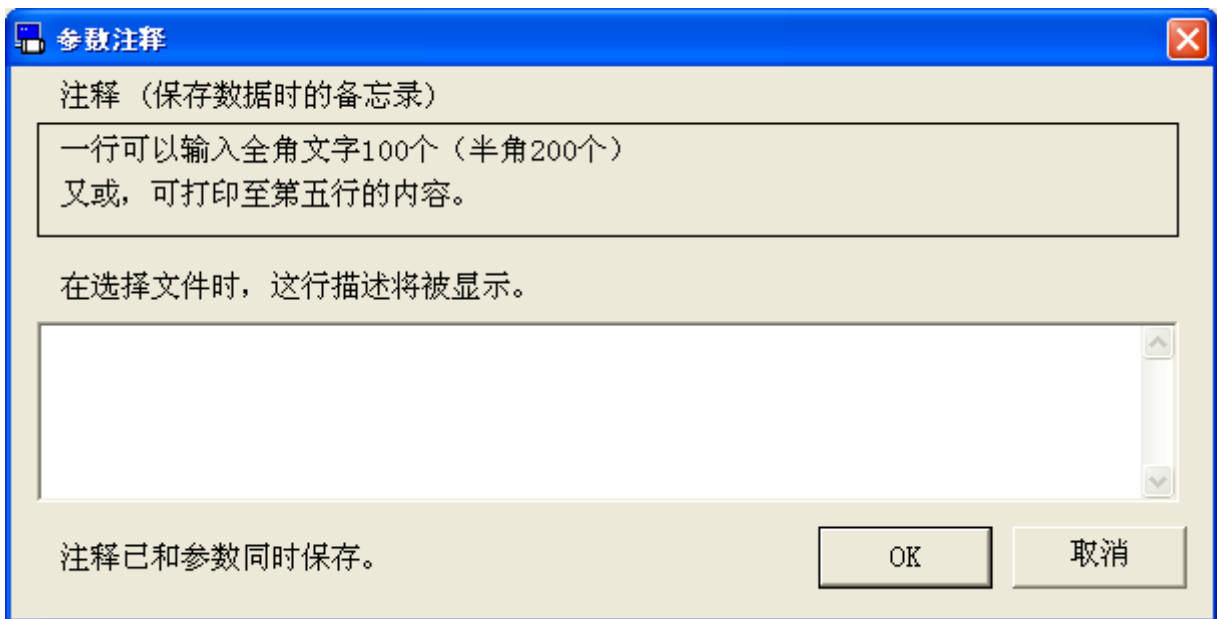 参数注释
注释（保存数据时的备忘录）
一行可以输入全角文字100个（半角200个）
又或，可打印至第五行的内容。
在选择文件时，这行描述将被显示。
注释已和参数同时保存。
OK
取消